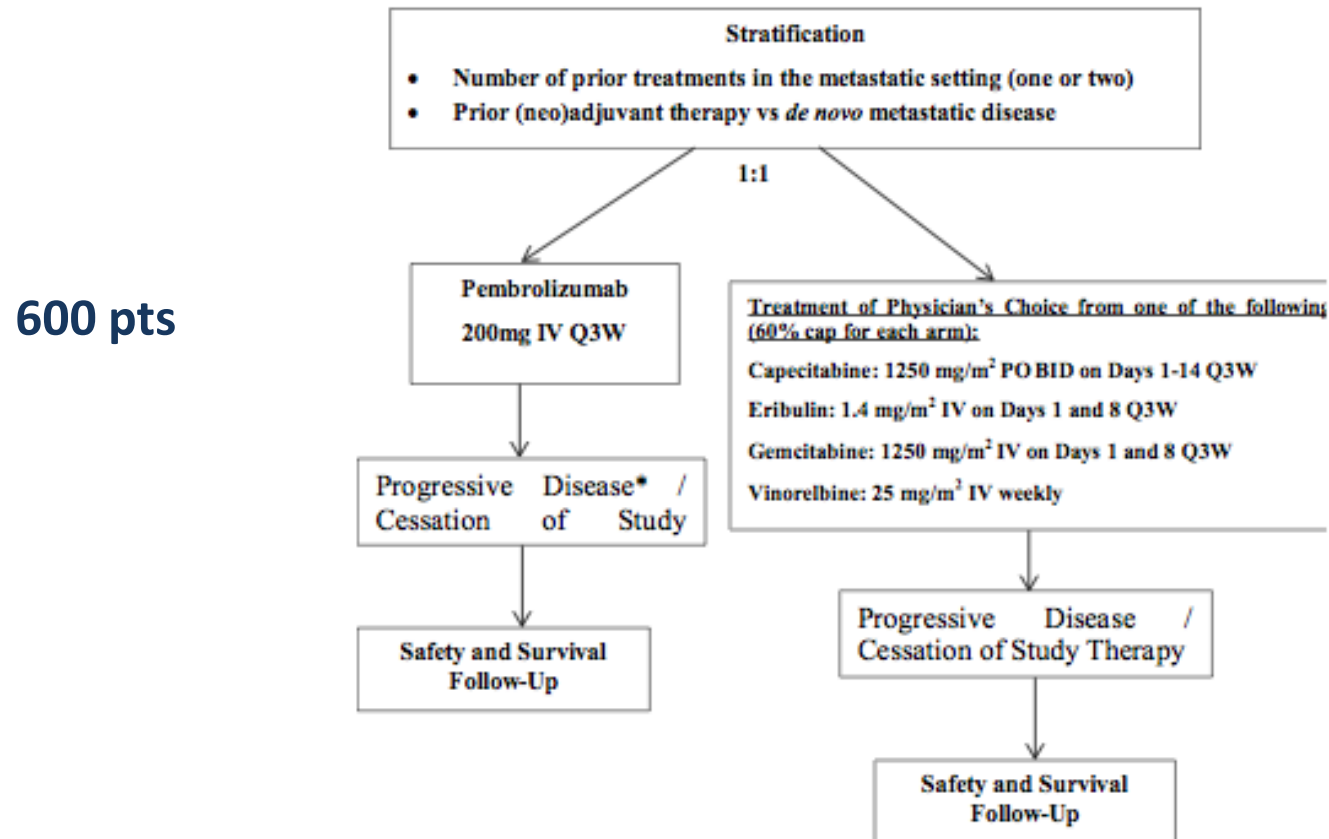 Stratification
• Number of prior treatments in the metastatic setting (one or two)
• Prior (neo)adjuvant therapy vs de novo metastatic disease
1:1
600 pts
Pembrolizumab
200mg IV Q3W
Treatment of Physician's Choice from one of the following
(60% cap for each arm):
Capecitabine: 1250 mg/m² PO BID on Days 1-14 Q3W
Eribulin: 1.4 mg/m² IV on Days 1 and 8 Q3W
Gemcitabine: 1250 mg/m² IV on Days 1 and 8 Q3W
Vinorelbine: 25 mg/m² IV weekly
Progressive Disease* /
Cessation of Study
Progressive Disease /
Cessation of Study Therapy
Safety and Survival
Follow-Up
Safety and Survival
Follow-Up